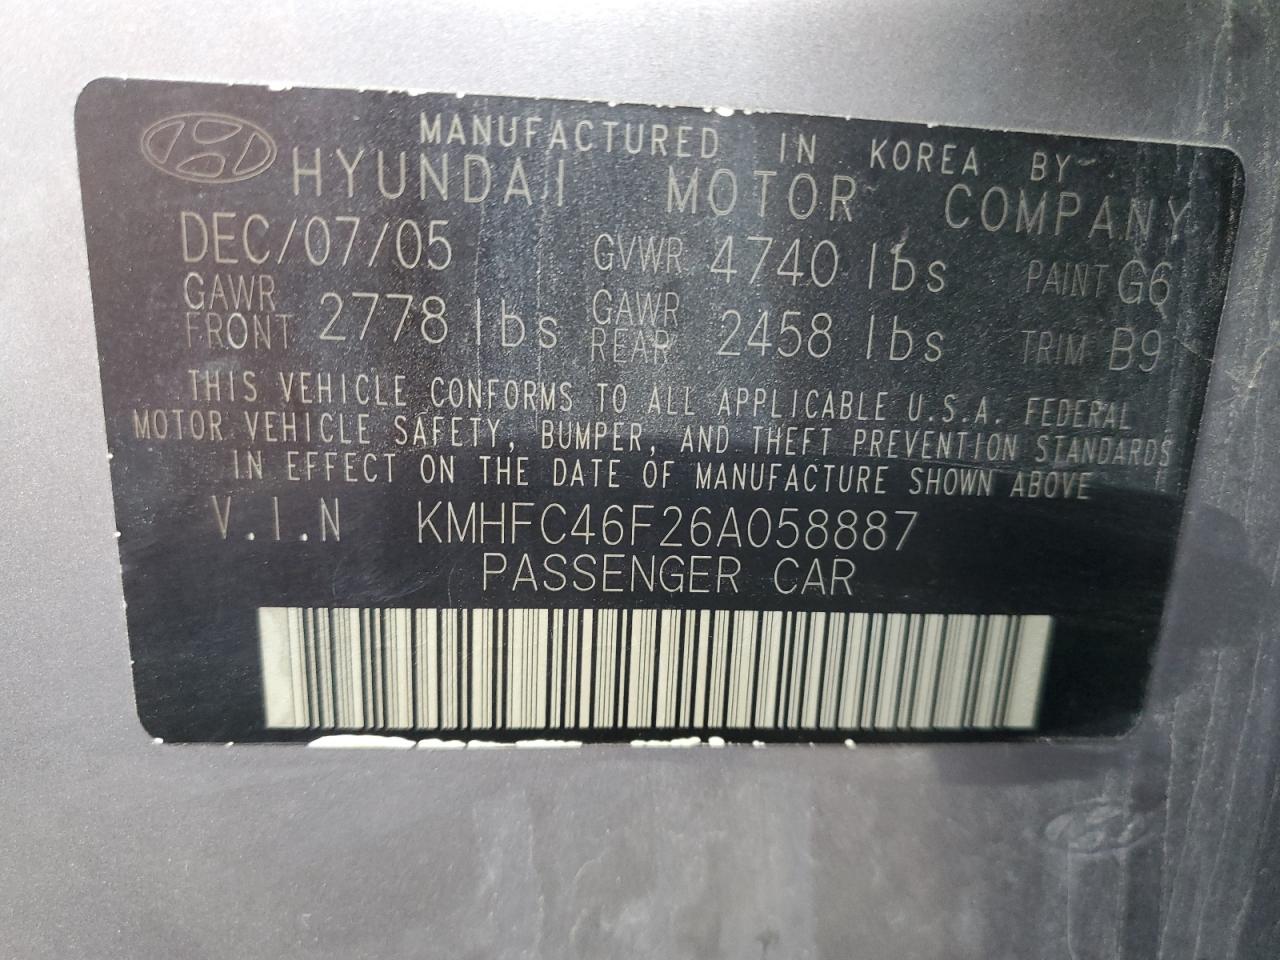 MANUFACTURED IN KOREA BY
HYUNDAI MOTOR COMPANY
DEC/07/05 GVWR 4740 lbs PAINT G6
GAWR FRONT 2778 lbs GAWR REAR 2458 lbs TRIM B9
THIS VEHICLE CONFORMS TO ALL APPLICABLE U.S.A. FEDERAL
MOTOR VEHICLE SAFETY, BUMPER, AND THEFT PREVENTION STANDARDS
IN EFFECT ON THE DATE OF MANUFACTURE SHOWN ABOVE
V.I.N KMHFC46F26A058887
PASSENGER CAR